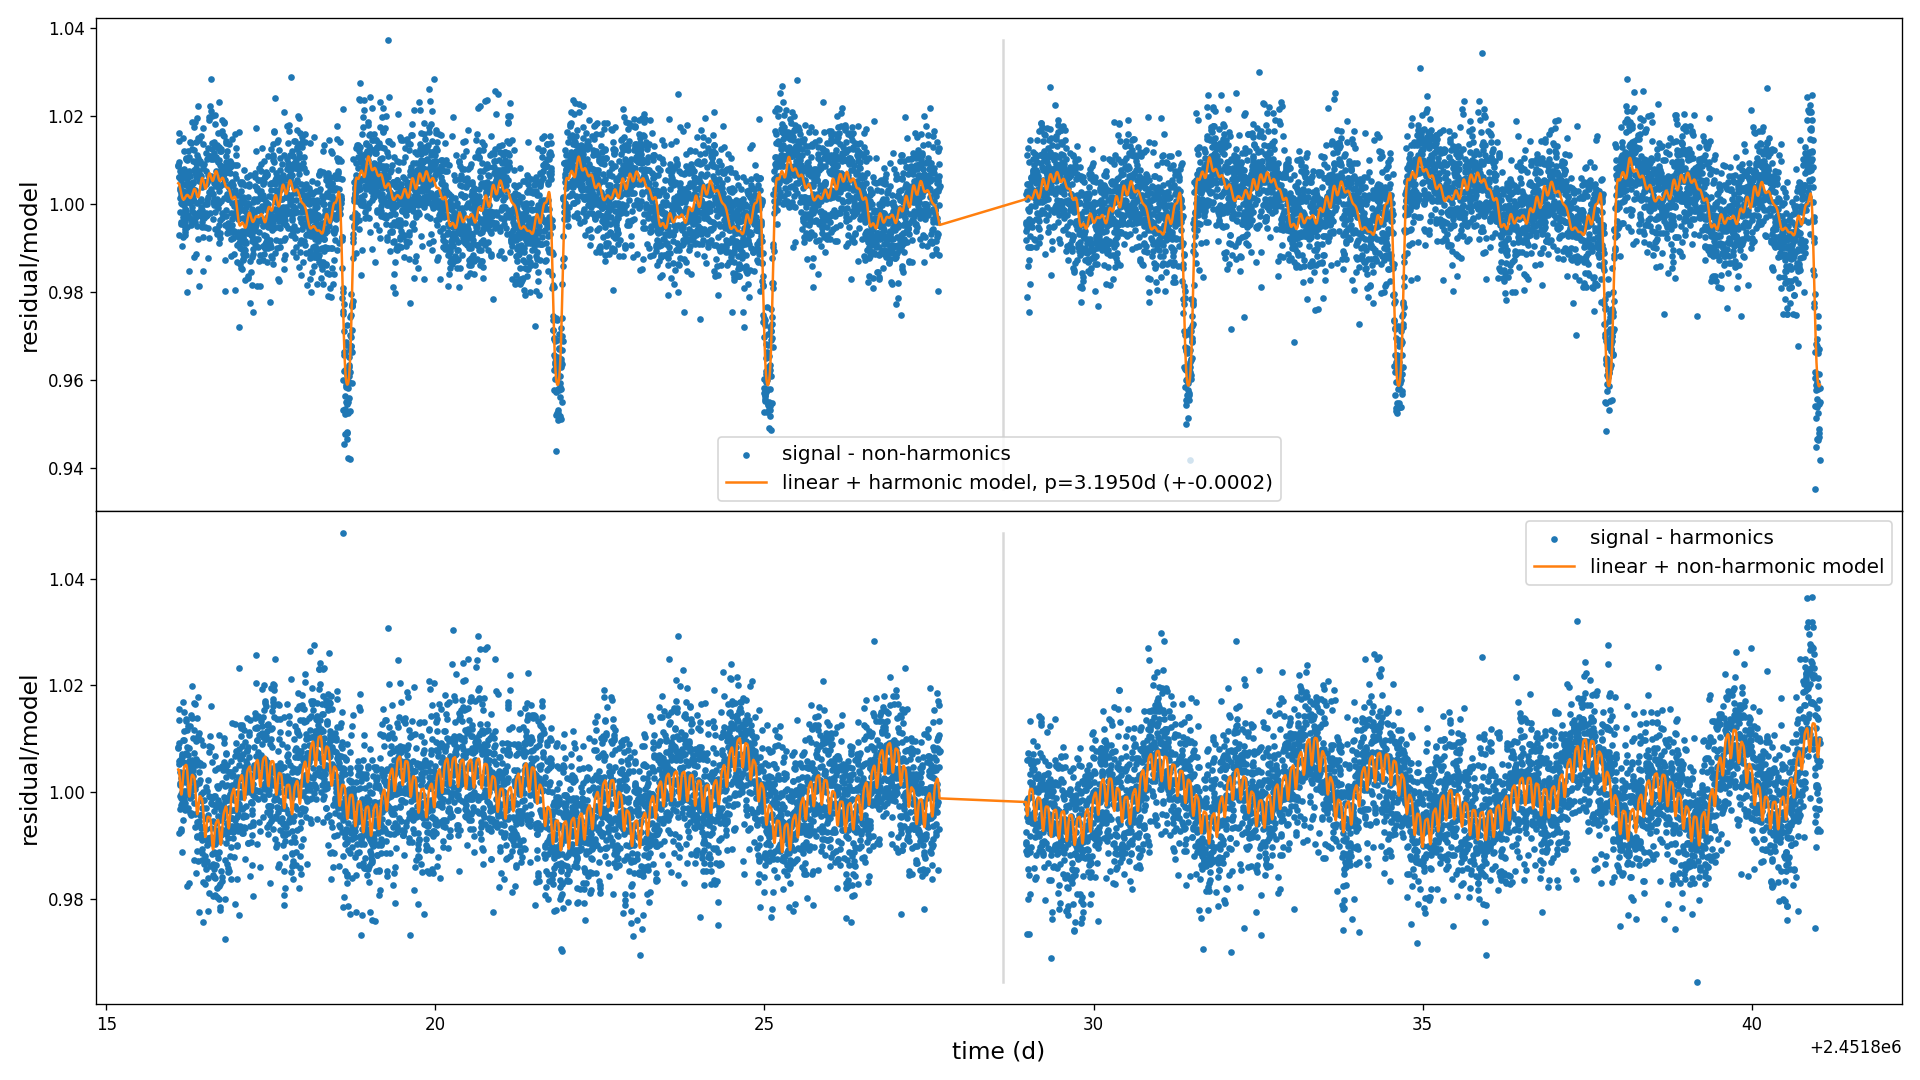 1.04
1.02
1.00
0.98
0.96
0.94
residual/model
signal - non-harmonics
linear + harmonic model, p=3.1950d (+-0.0002)
signal - harmonics
linear + non-harmonic model
1.04
1.02
1.00
0.98
residual/model
15 20 25 30 35 40
time (d)
+2.4518e6